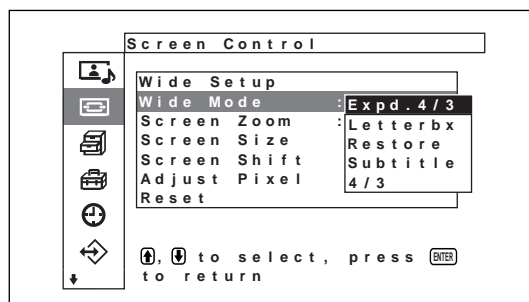 Screen Control
Wide Setup
Wide Mode : Expd.4/3
Screen Zoom : Letterbx
Screen Size Restore
Screen Shift Subtitle
Adjust Pixel 4/3
Reset
, to select, press ENTER
to return